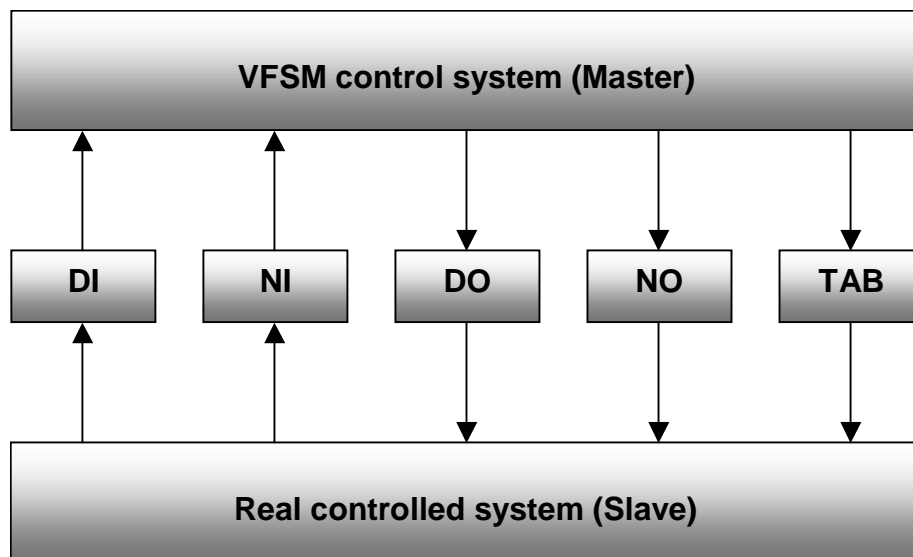 VFSM control system (Master)
DI
NI
DO
NO
TAB
Real controlled system (Slave)